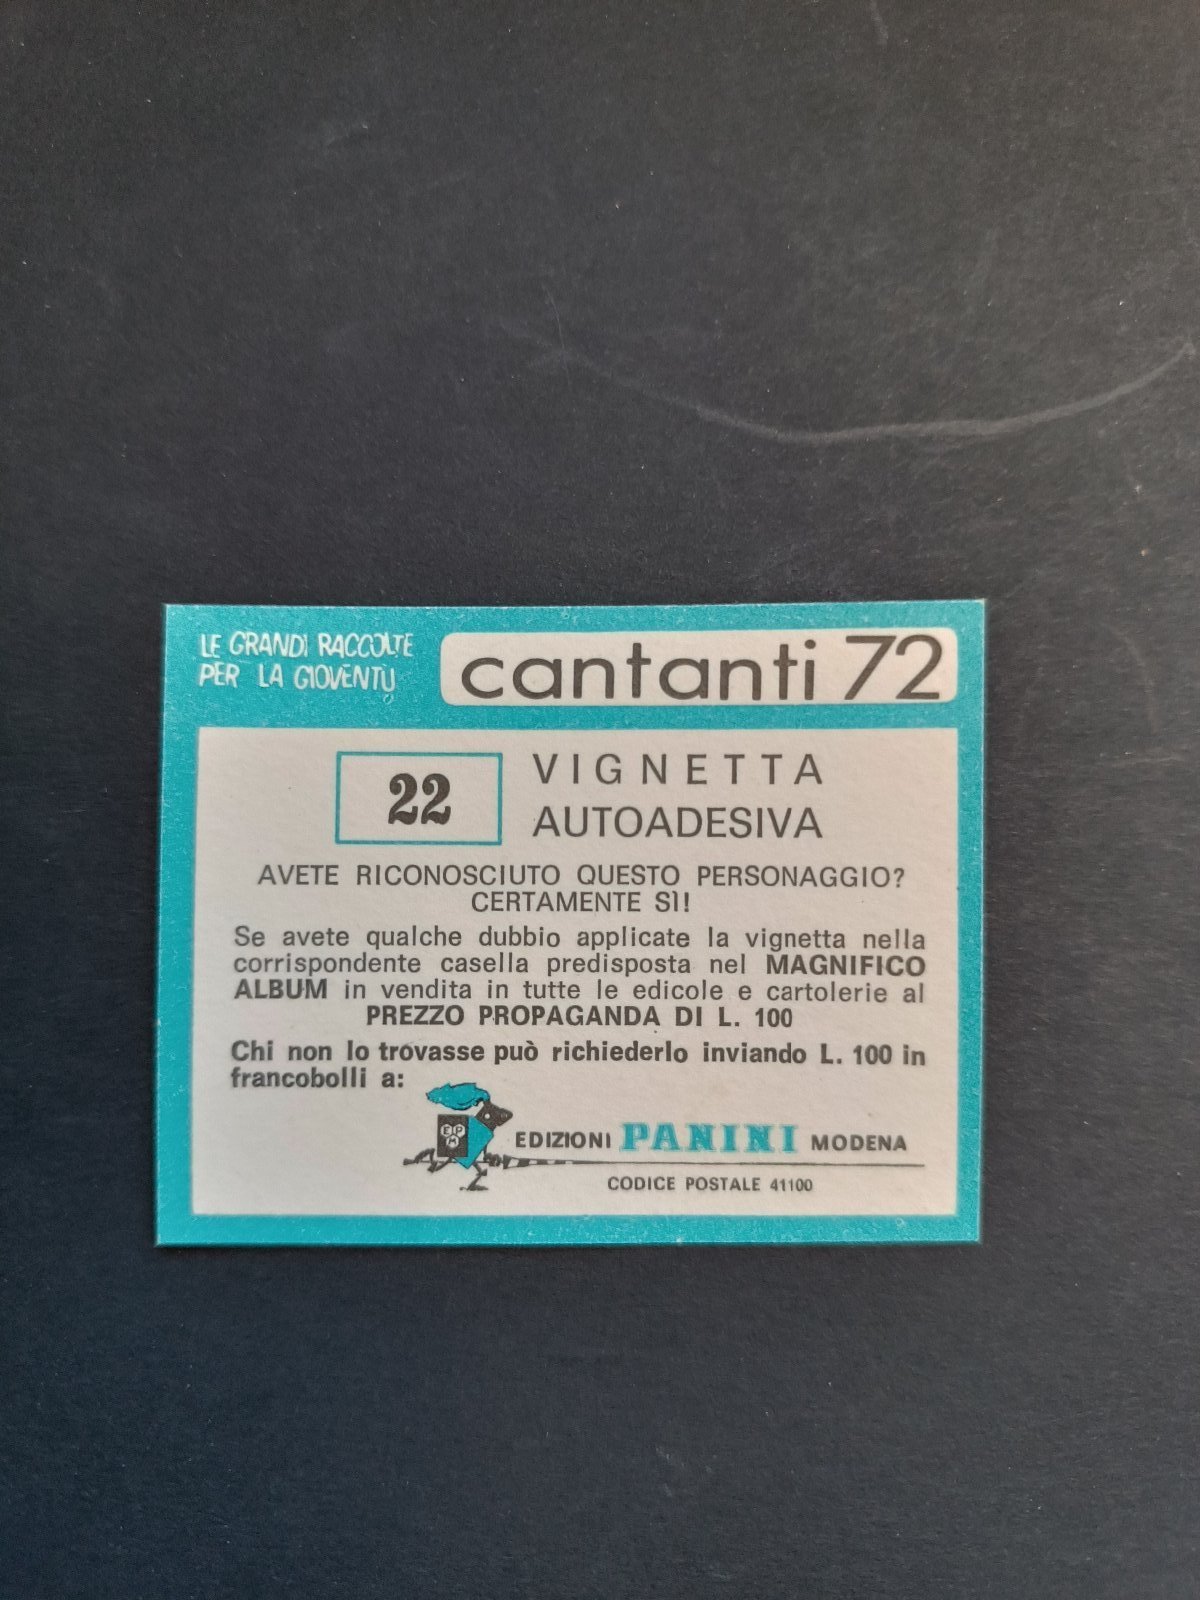 LE GRANDI RACCOLTE
PER LA GIOVENTÙ
cantanti 72
22
VIGNETTA
AUTOADESIVA
AVETE RICONOSCIUTO QUESTO PERSONAGGIO?
CERTAMENTE SÌ!
Se avete qualche dubbio applicate la vignetta nella
corrispondente casella predisposta nel MAGNIFICO
ALBUM in vendita in tutte le edicole e cartolerie al
PREZZO PROPAGANDA DI L. 100
Chi non lo trovasse può richiederlo inviando L. 100 in
francobolli a:
EPM
EDIZIONI PANINI MODENA
CODICE POSTALE 41100